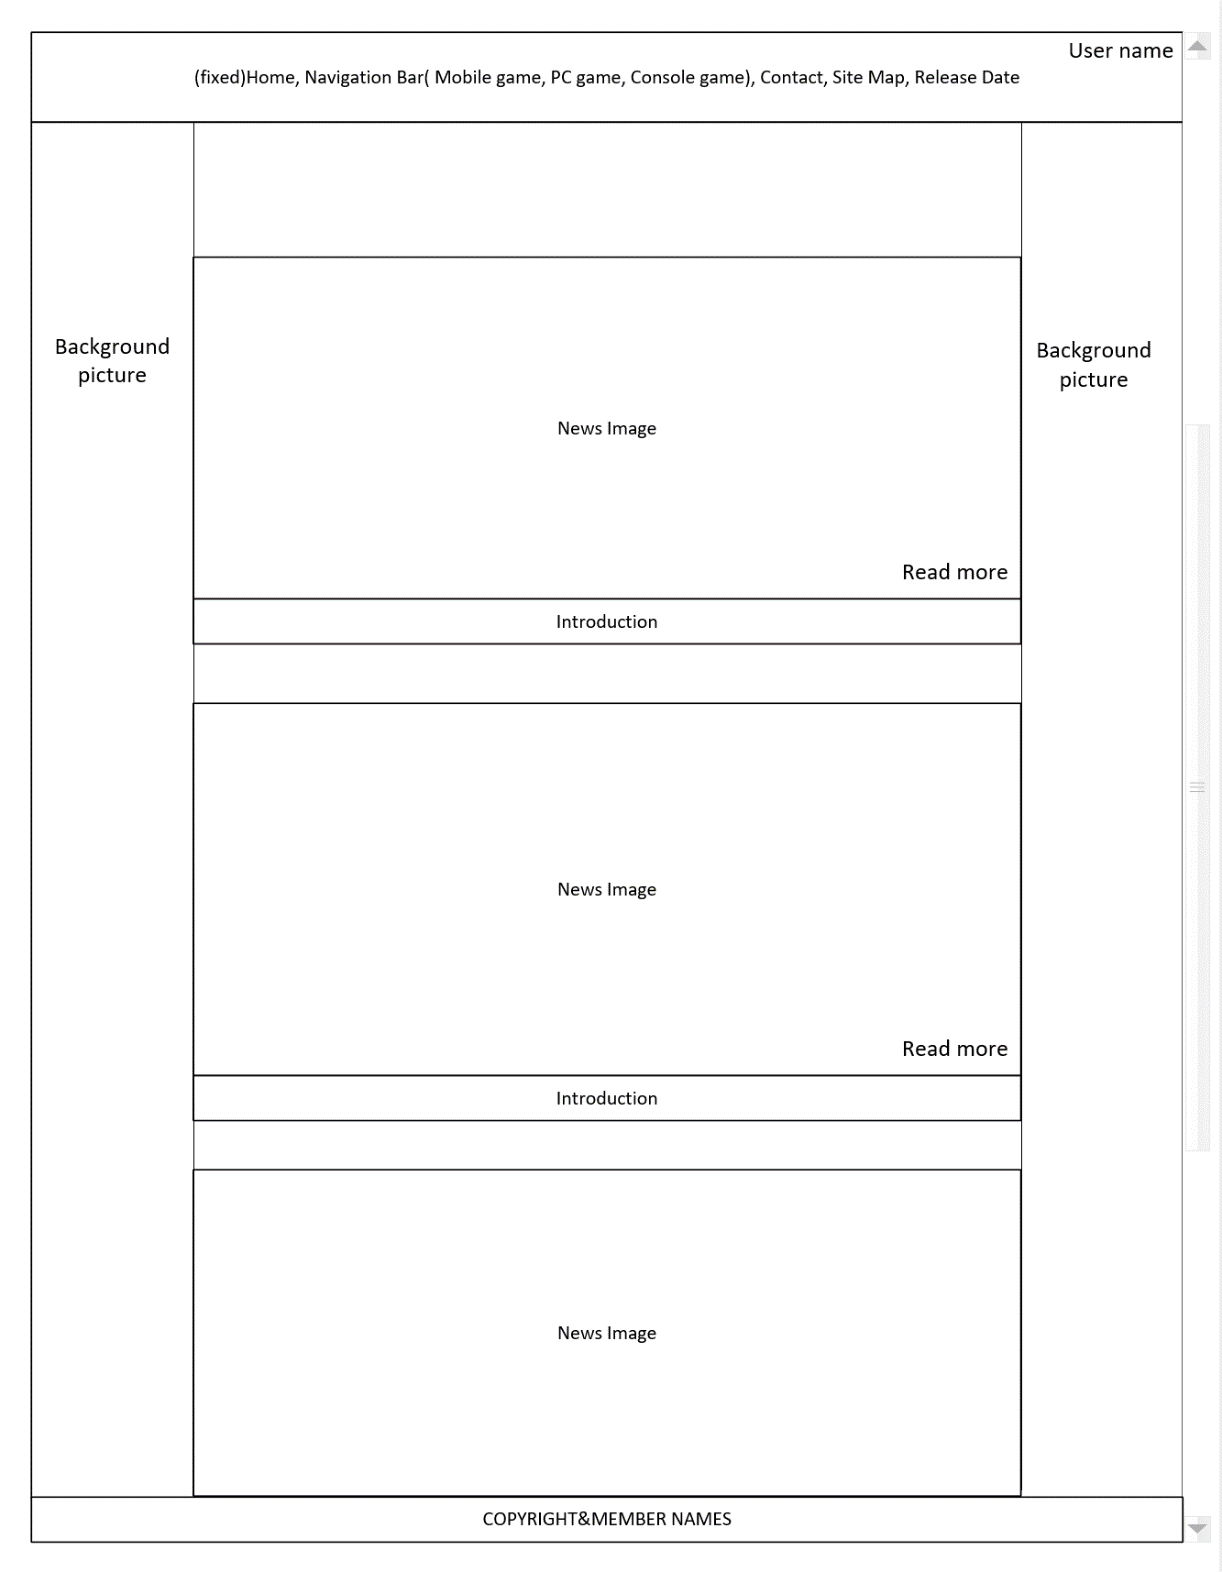 User name
(fixed)Home, Navigation Bar( Mobile game, PC game, Console game), Contact, Site Map, Release Date
Background
picture
Background
picture
News Image
Read more
Introduction
News Image
Read more
Introduction
News Image
COPYRIGHT&MEMBER NAMES